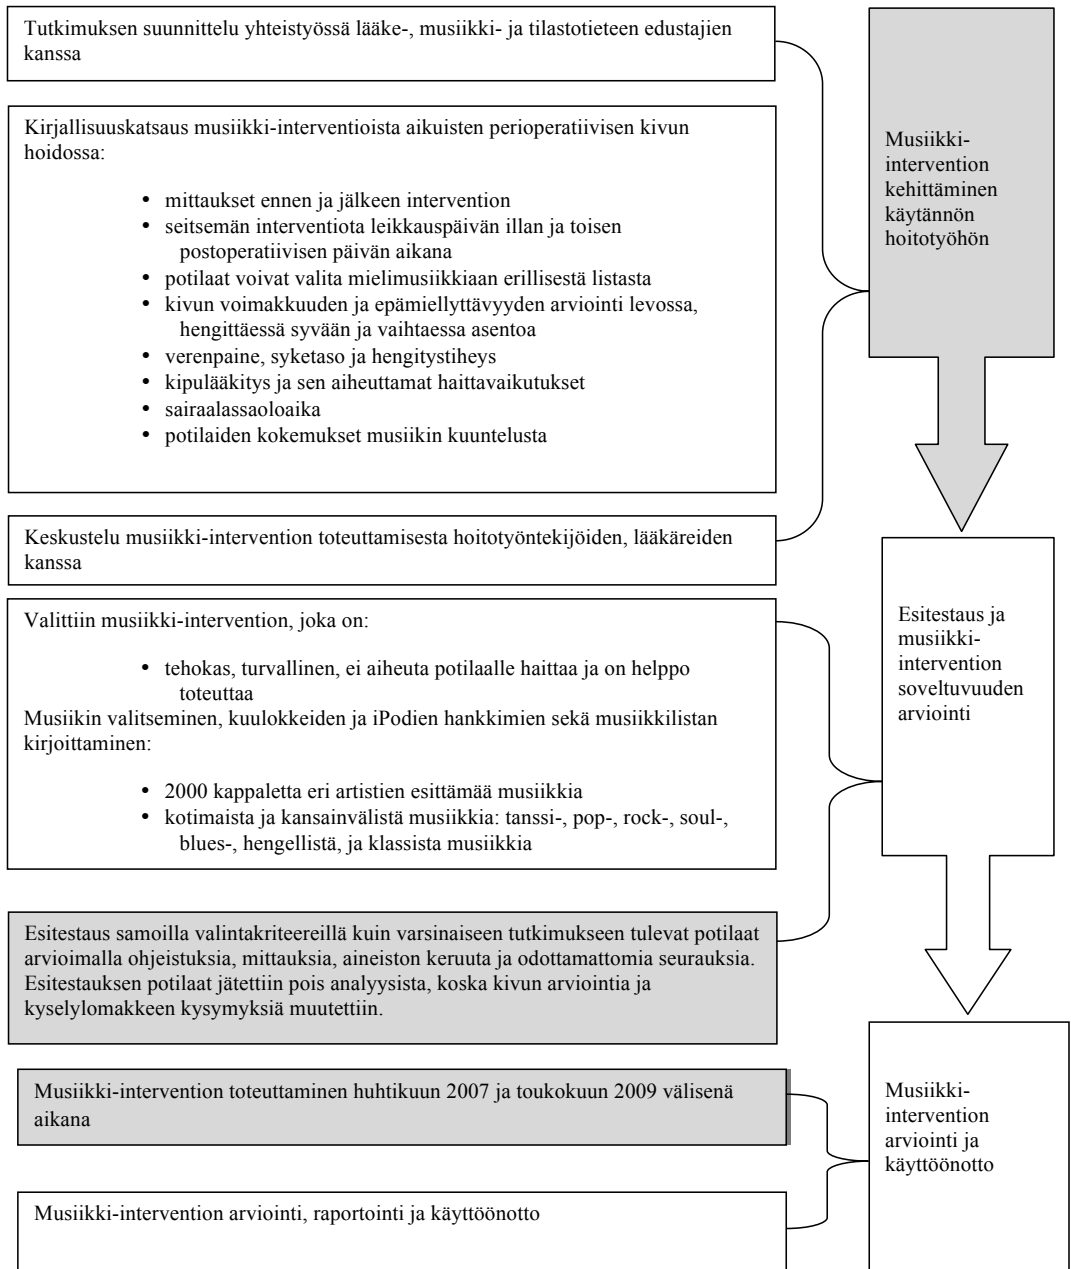 Tutkimuksen suunnittelu yhteistyössä lääke-, musiikki- ja tilastotieteen edustajien
kanssa
Kirjallisuuskatsaus musiikki-interventioista aikuisten perioperatiivisen kivun
hoidossa:
• mittaukset ennen ja jälkeen intervention
• seitsemän interventiota leikkauspäivän illan ja toisen
postoperatiivisen päivän aikana
• potilaat voivat valita mielimusiikkiaan erillisestä listasta
• kivun voimakkuuden ja epämiellyttävyyden arviointi levossa,
hengittäessä syvään ja vaihtaessa asentoa
• verenpaine, syketaso ja hengitystiheys
• kipulääkitys ja sen aiheuttamat haittavaikutukset
• sairaalassaoloaika
• potilaiden kokemukset musiikin kuuntelusta
Keskustelu musiikki-intervention toteuttamisesta hoitotyöntekijöiden, lääkäreiden
kanssa
Musiikki-
intervention
kehittäminen
käytännön
hoitotyöhön
Valittiin musiikki-intervention, joka on:
• tehokas, turvallinen, ei aiheuta potilaalle haittaa ja on helppo
toteuttaa
Musiikin valitseminen, kuulokkeiden ja iPodien hankkimien sekä musiikkilistan
kirjoittaminen:
• 2000 kappaletta eri artistien esittämää musiikkia
• kotimaista ja kansainvälistä musiikkia: tanssi-, pop-, rock-, soul-,
blues-, hengellistä, ja klassista musiikkia
Esitestaus samoilla valintakriteereillä kuin varsinaiseen tutkimukseen tulevat potilaat
arvioimalla ohjeistuksia, mittauksia, aineiston keruuta ja odottamattomia seurauksia.
Esitestauksen potilaat jätettiin pois analyysista, koska kivun arviointia ja
kyselylomakkeen kysymyksiä muutettiin.
Esitestaus ja
musiikki-
intervention
soveltuvuuden
arviointi
Musiikki-intervention toteuttaminen huhtikuun 2007 ja toukokuun 2009 välisenä
aikana
Musiikki-intervention arviointi, raportointi ja käyttöönotto
Musiikki-
intervention
arviointi ja
käyttöönotto